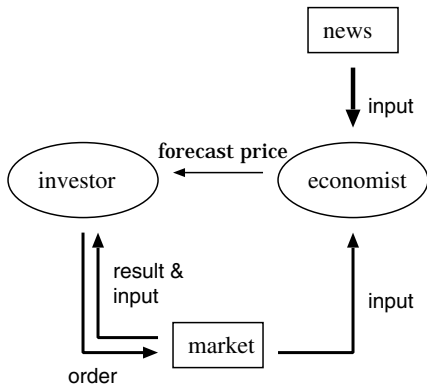 news
input
forecast price
investor
economist
result &
input
input
market
order